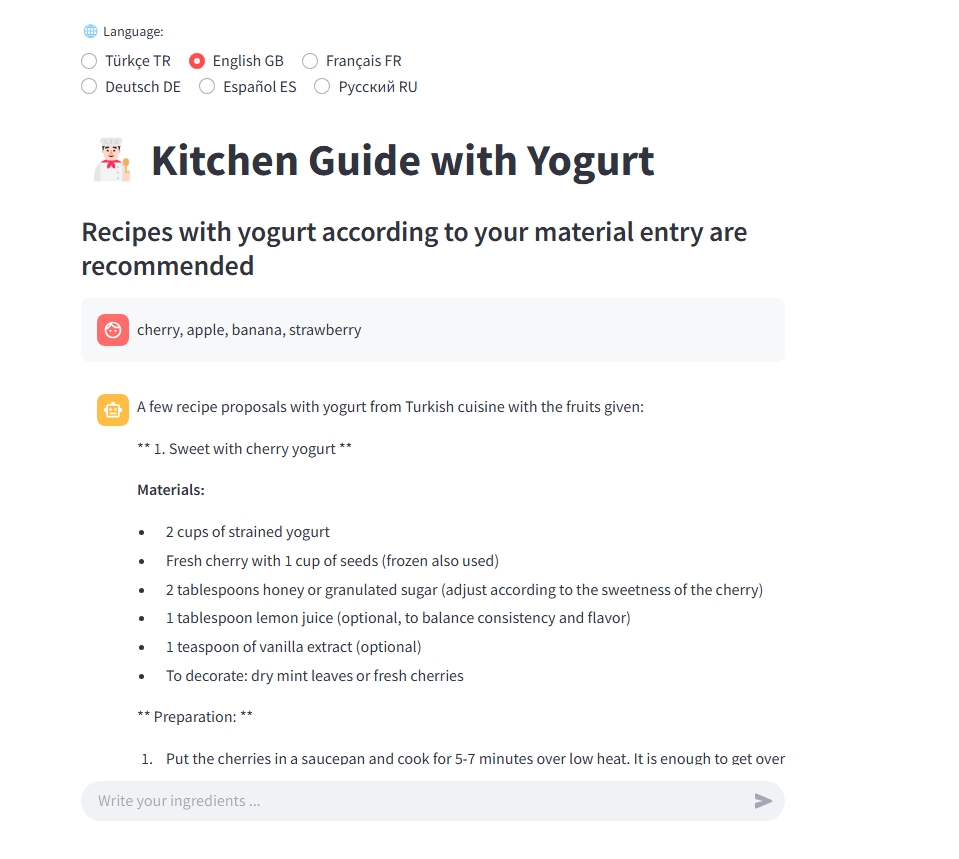 🌐 Language:
Türkçe TR English GB Français FR
Deutsch DE Español ES Русский RU
Kitchen Guide with Yogurt
Recipes with yogurt according to your material entry are
recommended
cherry, apple, banana, strawberry
A few recipe proposals with yogurt from Turkish cuisine with the fruits given:
** 1. Sweet with cherry yogurt **
Materials:
• 2 cups of strained yogurt
• Fresh cherry with 1 cup of seeds (frozen also used)
• 2 tablespoons honey or granulated sugar (adjust according to the sweetness of the cherry)
• 1 tablespoon lemon juice (optional, to balance consistency and flavor)
• 1 teaspoon of vanilla extract (optional)
• To decorate: dry mint leaves or fresh cherries
** Preparation: **
1. Put the cherries in a saucepan and cook for 5-7 minutes over low heat. It is enough to get over
Write your ingredients ...